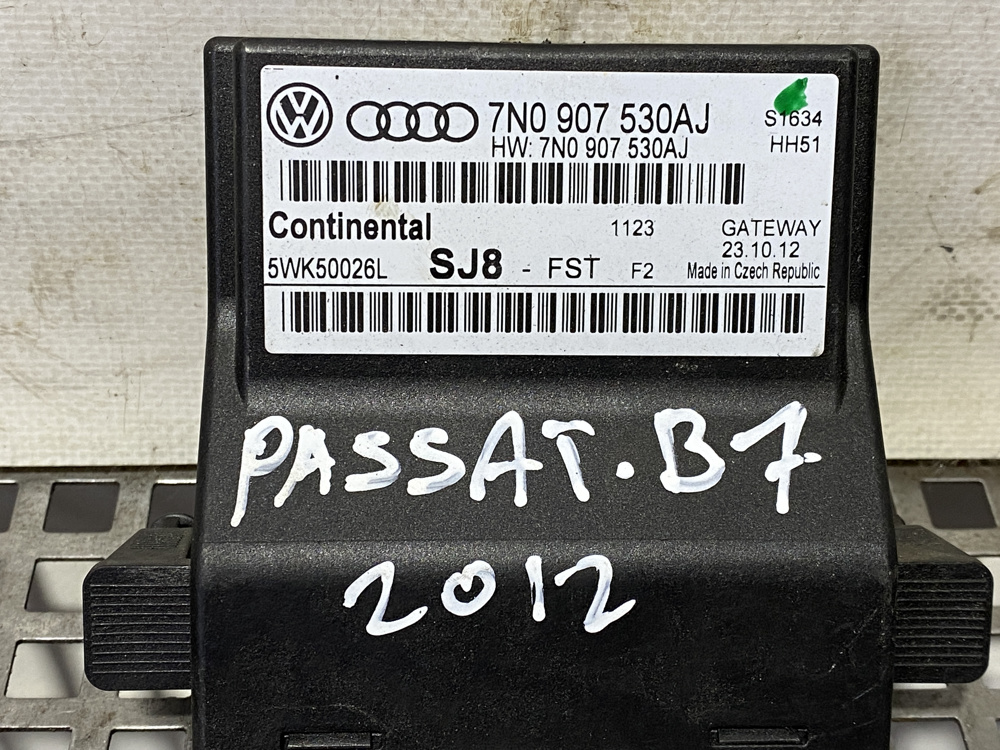 7N0 907 530AJ S1634
HW: 7N0 907 530AJ HH51
Continental 1123 GATEWAY
23.10.12
5WK50026L SJ8 - FST F2 Made in Czech Republic
PASSAT.B7
2012